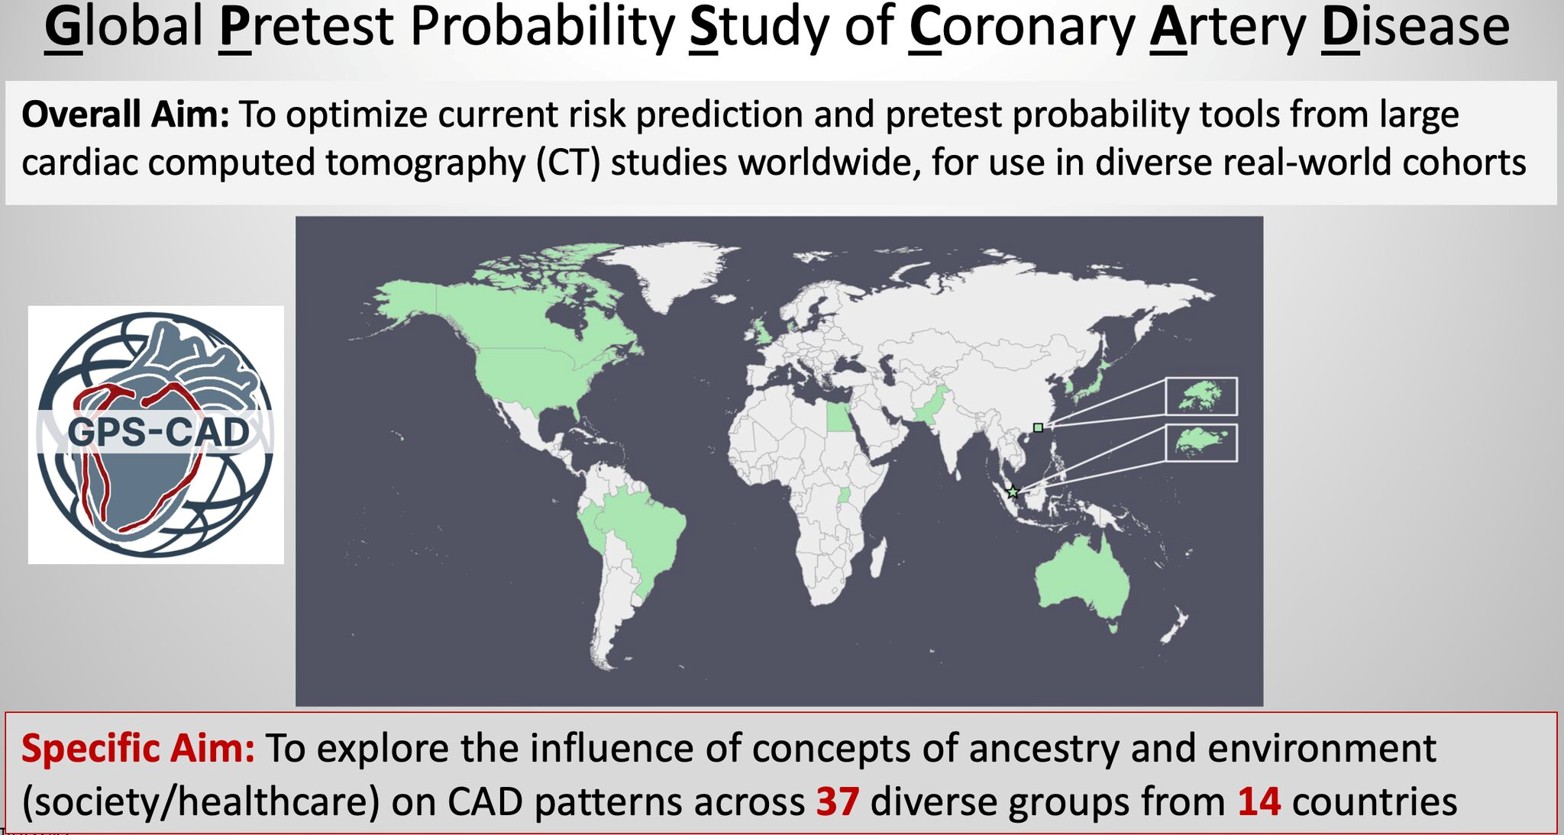 Global Pretest Probability Study of Coronary Artery Disease
Overall Aim: To optimize current risk prediction and pretest probability tools from large
cardiac computed tomography (CT) studies worldwide, for use in diverse real-world cohorts
GPS-CAD
Specific Aim: To explore the influence of concepts of ancestry and environment
(society/healthcare) on CAD patterns across 37 diverse groups from 14 countries